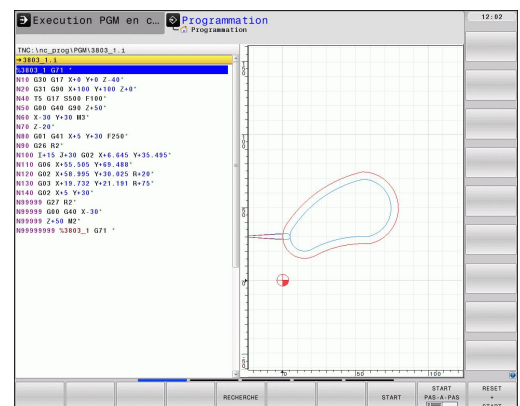 Execution PGM en c...
Programmation
Programmation
12:02
TNC:\nc_prog\PGM\3803_1.i
→3803_1.i
%3803_1 G71 *
N10 G30 G17 X+0 Y+0 Z-40*
N20 G31 G90 X+100 Y+100 Z+0*
N40 T5 G17 S500 F100*
N50 G00 G40 G90 Z+50*
N60 X-30 Y+30 M3*
N70 Z-20*
N80 G01 G41 X+5 Y+30 F250*
N90 G26 R2*
N100 I+15 J+30 G02 X+6.645 Y+35.495*
N110 G06 X+55.505 Y+69.488*
N120 G02 X+58.995 Y+30.025 R+20*
N130 G03 X+19.732 Y+21.191 R+75*
N140 G02 X+5 Y+30*
N99999 G27 R2*
N99999 G00 G40 X-30*
N99999 Z+50 M2*
N99999999 %3803_1 G71 *
0
50
100
RECHERCHE
START
START
PAS-A-PAS
RESET
+
START